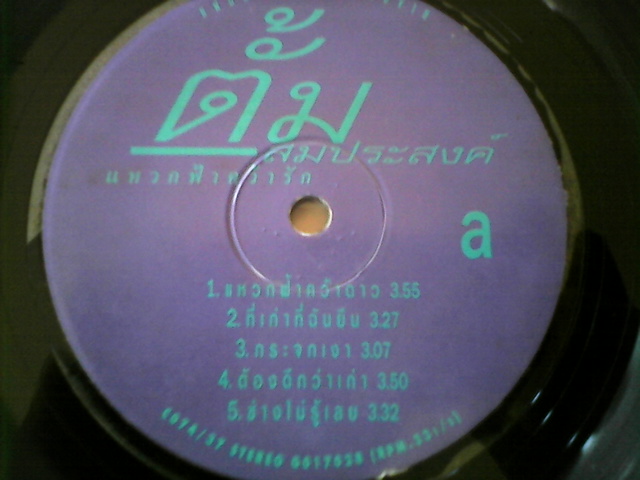 ตั้ม
สมประสงค์
แหวกฟ้าคว้ารัก
a
1.แหวกฟ้าคว้าดาว 3.55
2.ที่เก่าที่ฉันยืน 3.27
3.กระจกเงา 3.07
4.ต้องดีกว่าเก่า 3.50
5.ช่างไม่รู้เลย 3.32
STEREO